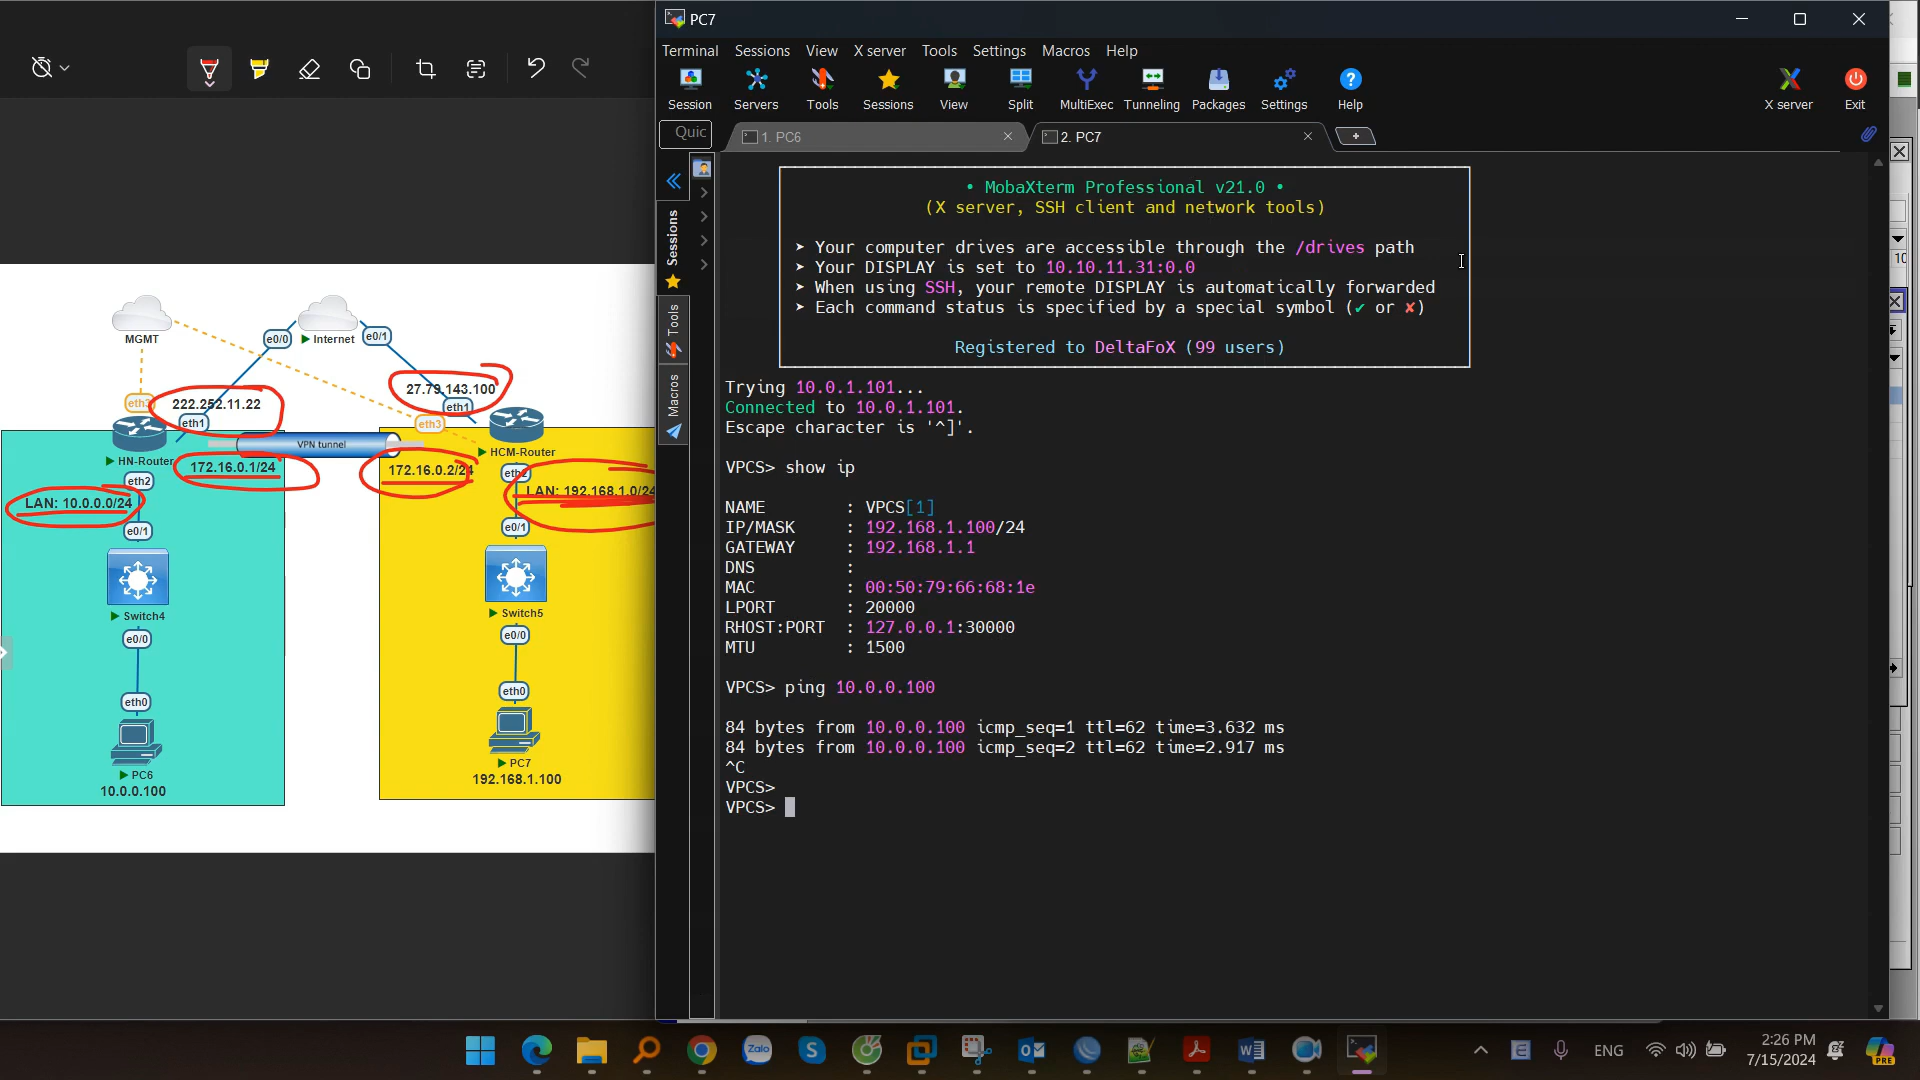 PC7
Terminal Sessions View X server Tools Settings Macros Help
Session Servers Tools Sessions View Split MultiExec Tunneling Packages Settings Help X server Exit
Quic
1. PC6
2. PC7
Sessions
Tools
Macros
• MobaXterm Professional v21.0 •
(X server, SSH client and network tools)
➤ Your computer drives are accessible through the /drives path
➤ Your DISPLAY is set to 10.10.11.31:0.0
➤ When using SSH, your remote DISPLAY is automatically forwarded
➤ Each command status is specified by a special symbol (✔ or ✘)
Registered to DeltaFoX (99 users)
Trying 10.0.1.101...
Connected to 10.0.1.101.
Escape character is '^]'.
VPCS> show ip
NAME : VPCS[1]
IP/MASK : 192.168.1.100/24
GATEWAY : 192.168.1.1
DNS :
MAC : 00:50:79:66:68:1e
LPORT : 20000
RHOST:PORT : 127.0.0.1:30000
MTU : 1500
VPCS> ping 10.0.0.100
84 bytes from 10.0.0.100 icmp_seq=1 ttl=62 time=3.632 ms
84 bytes from 10.0.0.100 icmp_seq=2 ttl=62 time=2.917 ms
^C
VPCS>
VPCS>
MGMT
e0/0
Internet
e0/1
222.252.11.22
27.79.143.100
eth3
eth1
eth1
eth3
VPN tunnel
HN-Router
HCM-Router
172.16.0.1/24
172.16.0.2/24
eth2
eth2
LAN: 10.0.0.0/24
LAN: 192.168.1.0/24
e0/1
e0/1
Switch4
Switch5
e0/0
e0/0
eth0
eth0
PC6
10.0.0.100
PC7
192.168.1.100
10
Zalo
ENG
2:26 PM
7/15/2024
PRE